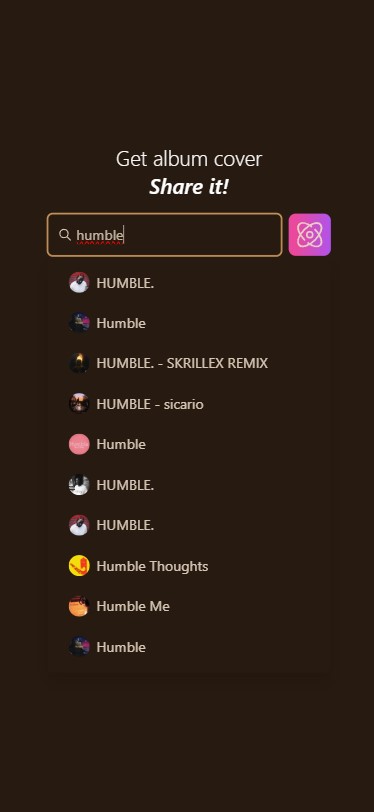 Get album cover
Share it!
humble
HUMBLE.
Humble
HUMBLE. - SKRILLEX REMIX
HUMBLE - sicario
Humble
HUMBLE.
HUMBLE.
Humble Thoughts
Humble Me
Humble